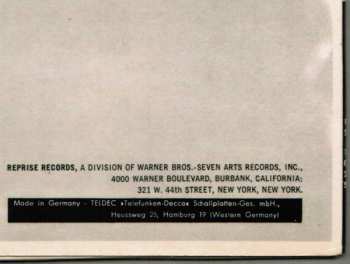 REPRISE RECORDS, A DIVISION OF WARNER BROS.-SEVEN ARTS RECORDS, INC.,
4000 WARNER BOULEVARD, BURBANK, CALIFORNIA;
321 W. 44th STREET, NEW YORK, NEW YORK.
Made in Germany - TELDEC »Telefunken-Decca« Schallplatten-Ges. mbH.,
Heussweg 25, Hamburg 19 (Western Germany)